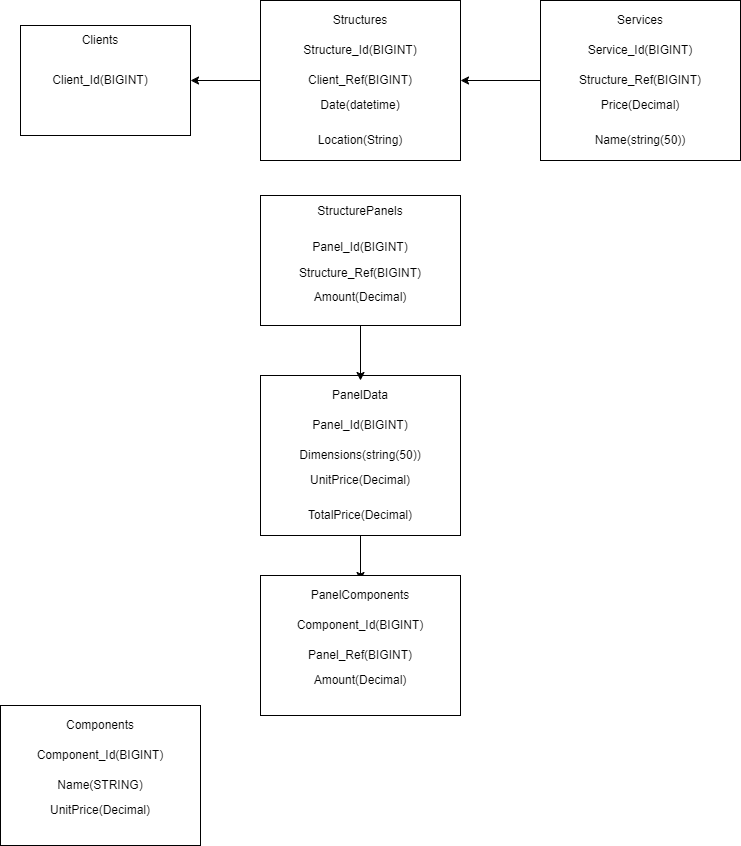 Clients
Client_Id(BIGINT)
Structures
Structure_Id(BIGINT)
Client_Ref(BIGINT)
Date(datetime)
Location(String)
Services
Service_Id(BIGINT)
Structure_Ref(BIGINT)
Price(Decimal)
Name(string(50))
StructurePanels
Panel_Id(BIGINT)
Structure_Ref(BIGINT)
Amount(Decimal)
PanelData
Panel_Id(BIGINT)
Dimensions(string(50))
UnitPrice(Decimal)
TotalPrice(Decimal)
PanelComponents
Component_Id(BIGINT)
Panel_Ref(BIGINT)
Amount(Decimal)
Components
Component_Id(BIGINT)
Name(STRING)
UnitPrice(Decimal)